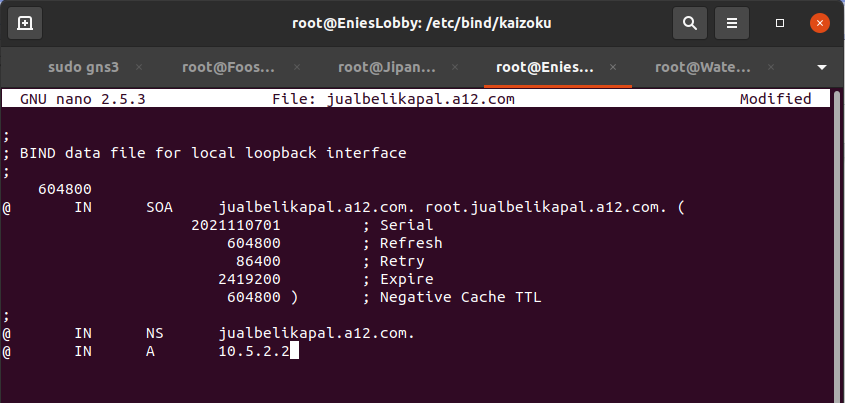 root@EniesLobby: /etc/bind/kaizoku
sudo gns3 × root@Foos... × root@Jipan... × root@Enies... × root@Wate... ×
GNU nano 2.5.3 File: jualbelikapal.a12.com Modified
;
; BIND data file for local loopback interface
;
604800
@ IN SOA jualbelikapal.a12.com. root.jualbelikapal.a12.com. (
2021110701 ; Serial
604800 ; Refresh
86400 ; Retry
2419200 ; Expire
604800 ) ; Negative Cache TTL
;
@ IN NS jualbelikapal.a12.com.
@ IN A 10.5.2.2